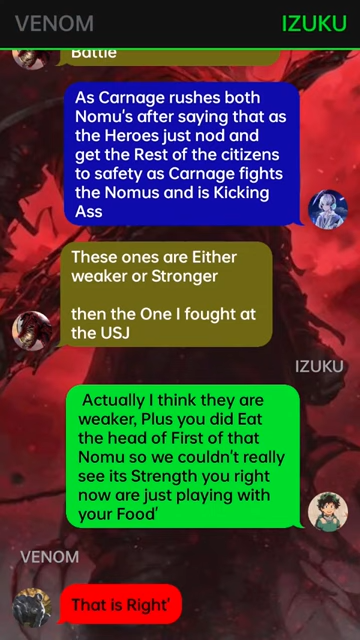 VENOM
IZUKU
Battle
As Carnage rushes both
Nomu's after saying that as
the Heroes just nod and
get the Rest of the citizens
to safety as Carnage fights
the Nomus and is Kicking
Ass
These ones are Either
weaker or Stronger
then the One I fought at
the USJ
IZUKU
Actually I think they are
weaker, Plus you did Eat
the head of First of that
Nomu so we couldn't really
see its Strength you right
now are just playing with
your Food'
VENOM
That is Right'